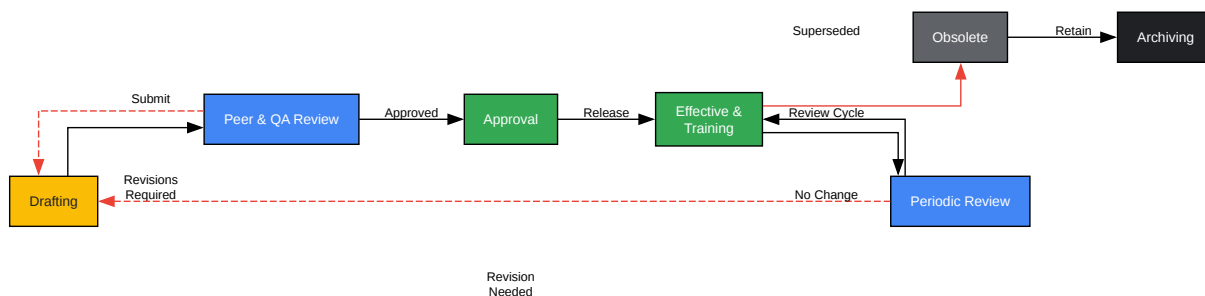 Superseded
Obsolete
Retain
Archiving
Submit
Peer & QA Review
Approved
Approval
Release
Effective &
Training
Review Cycle
Drafting
Revisions
Required
No Change
Periodic Review
Revision
Needed